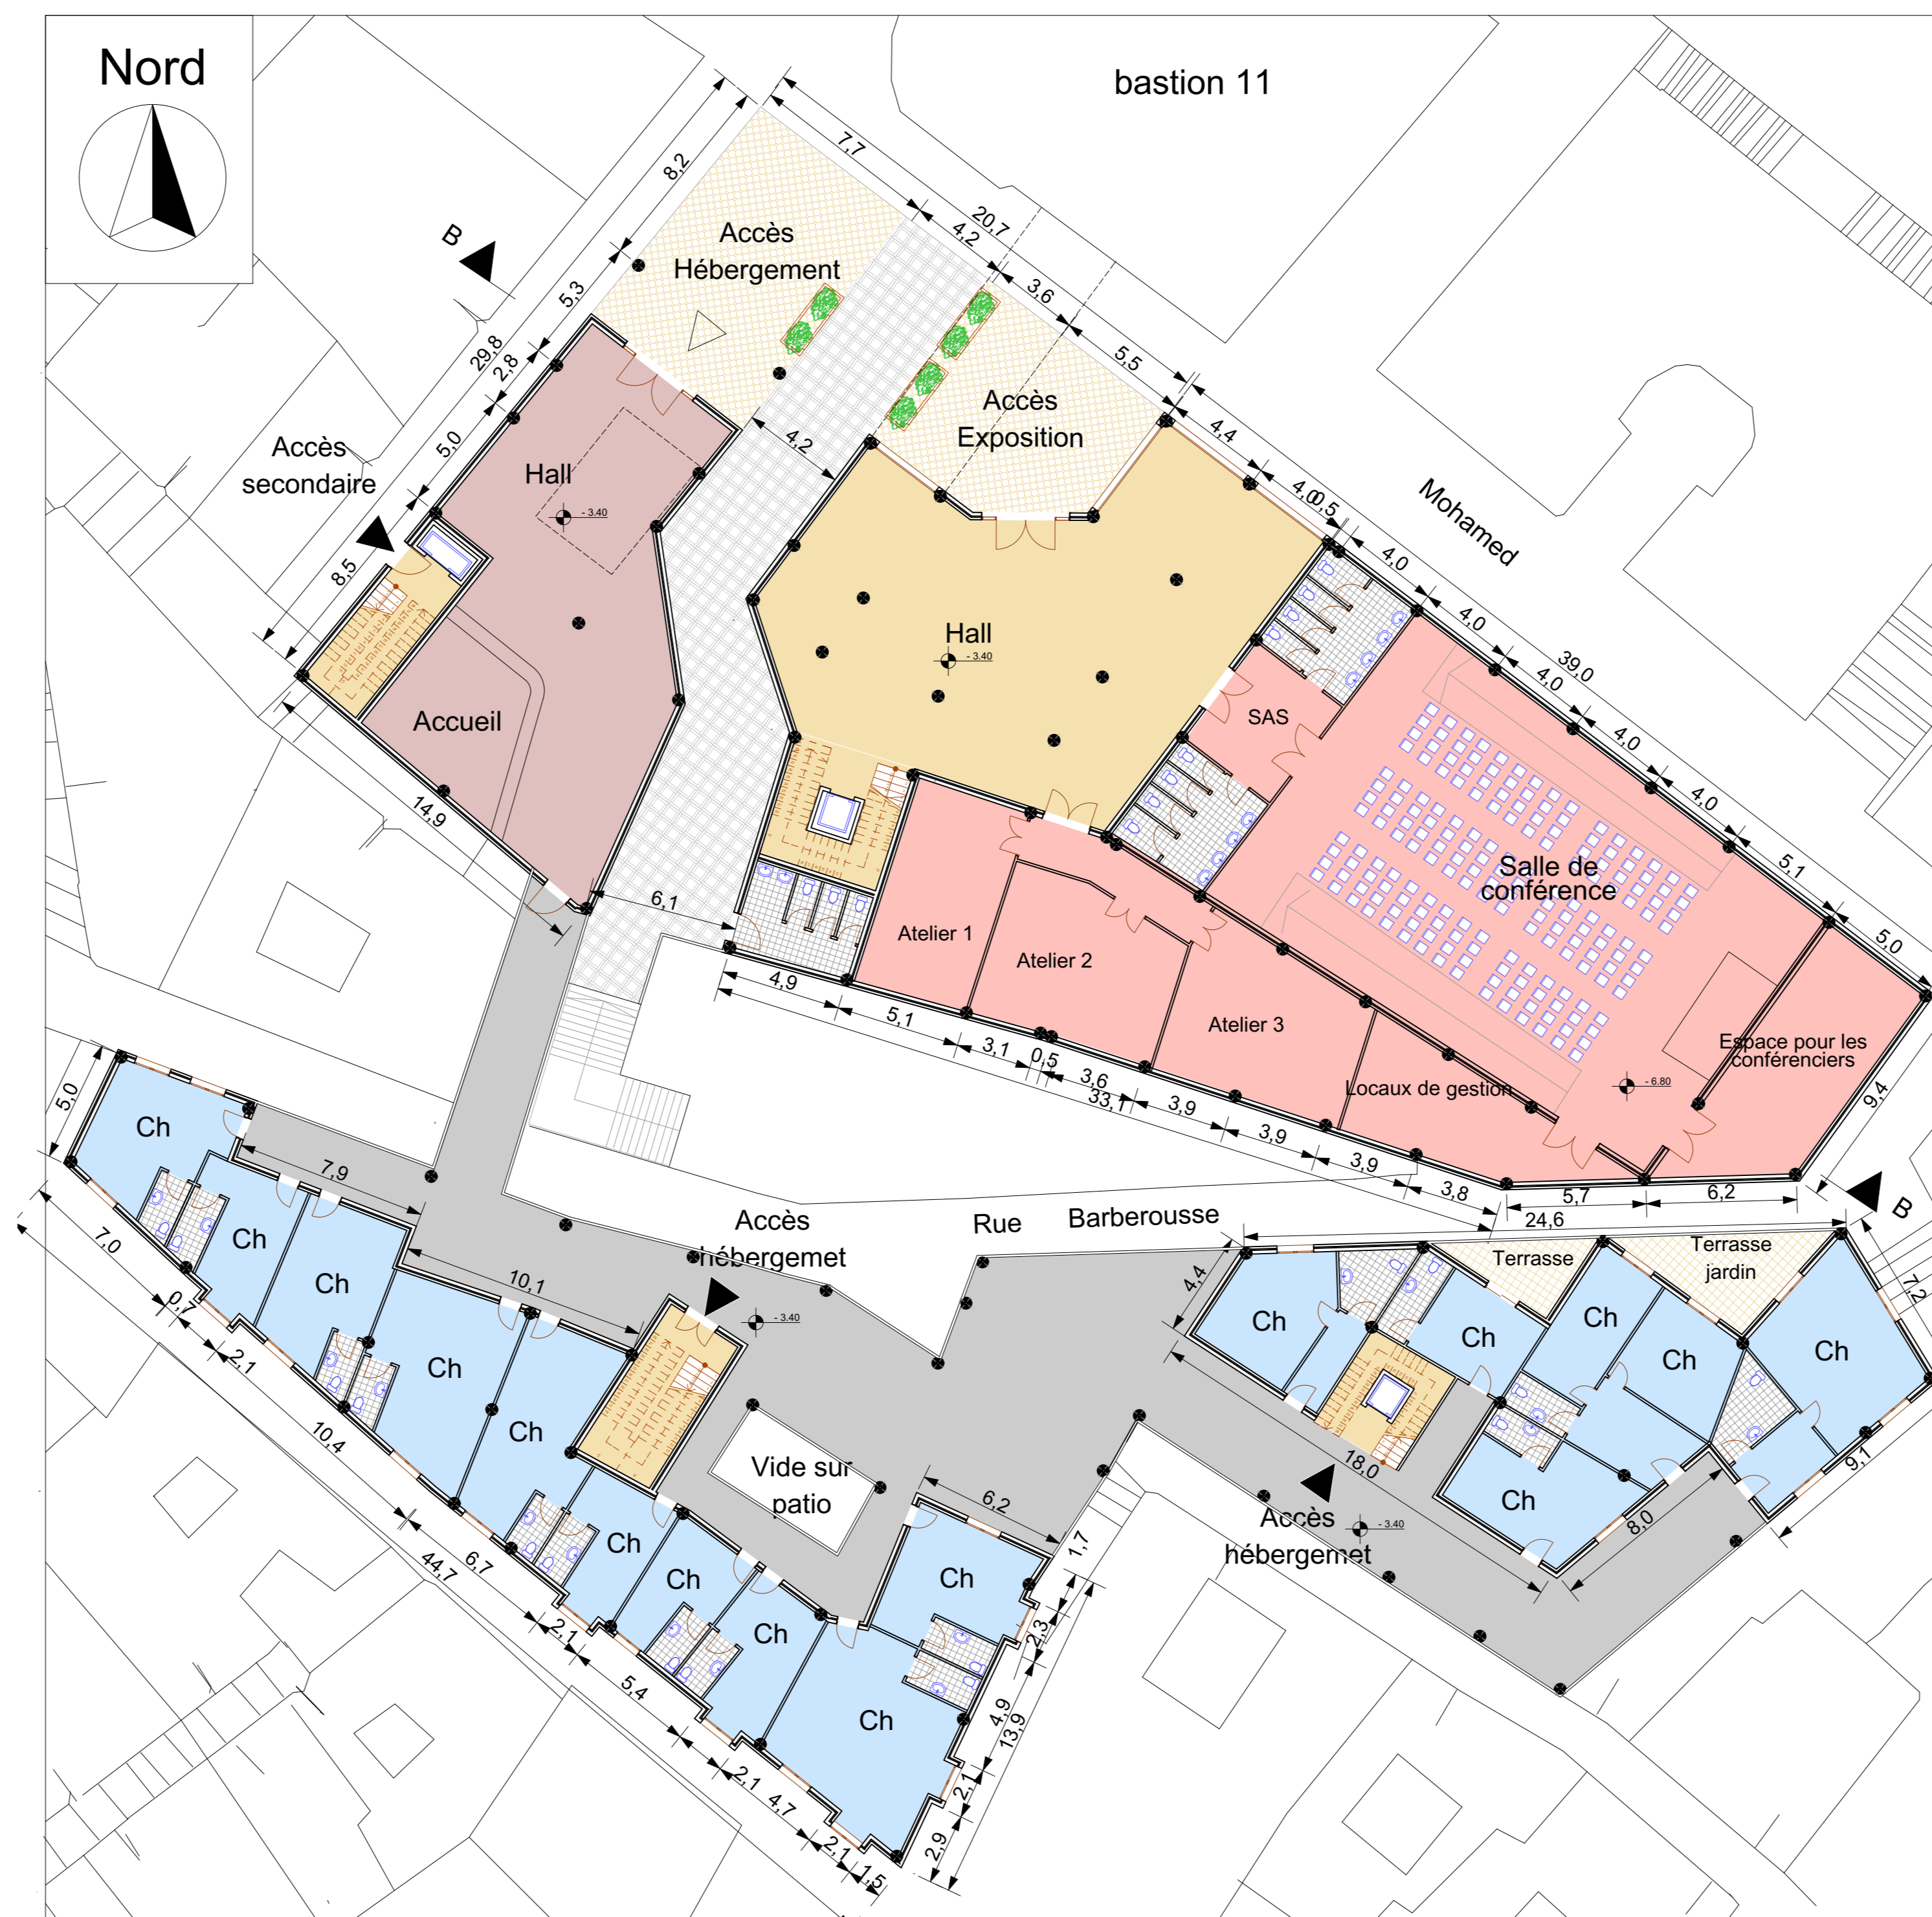 Nord
bastion 11
7,7
8,2
20,7
4,2
B
Accès
Hébergement
3,6
5,3
29,8
2,8
5,5
Accès
Exposition
4,4
5,0
4,2
Accès
secondaire
Hall
4,0
0,5
Mohamed
- 3.40
8,5
4,0
Hall
- 3.40
4,0
39,0
4,0
Accueil
SAS
4,0
4,0
14,9
5,1
Salle de
conférence
6,1
Atelier 1
Atelier 2
5,0
4,9
5,1
Atelier 3
Espace pour les
conférenciers
3,1
0,5
3,6
33,1
Locaux de gestion
- 6.80
9,4
5,0
Ch
3,9
3,9
3,9
7,9
3,8
5,7
6,2
B
Accès
hébergemet
Rue
Barberousse
24,6
7,0
Ch
Terrasse
Terrasse
jardin
10,1
4,4
7,2
Ch
0,7
- 3.40
Ch
Ch
Ch
Ch
Ch
2,1
Ch
10,4
Ch
Vide sur
patio
18,0
9,1
6,2
Ch
Accès
hébergemet
- 3.40
8,0
Ch
1,7
44,7
6,7
Ch
Ch
2,1
Ch
2,3
5,4
Ch
4,9
13,9
2,1
2,1
4,7
2,9
2,1
1,5